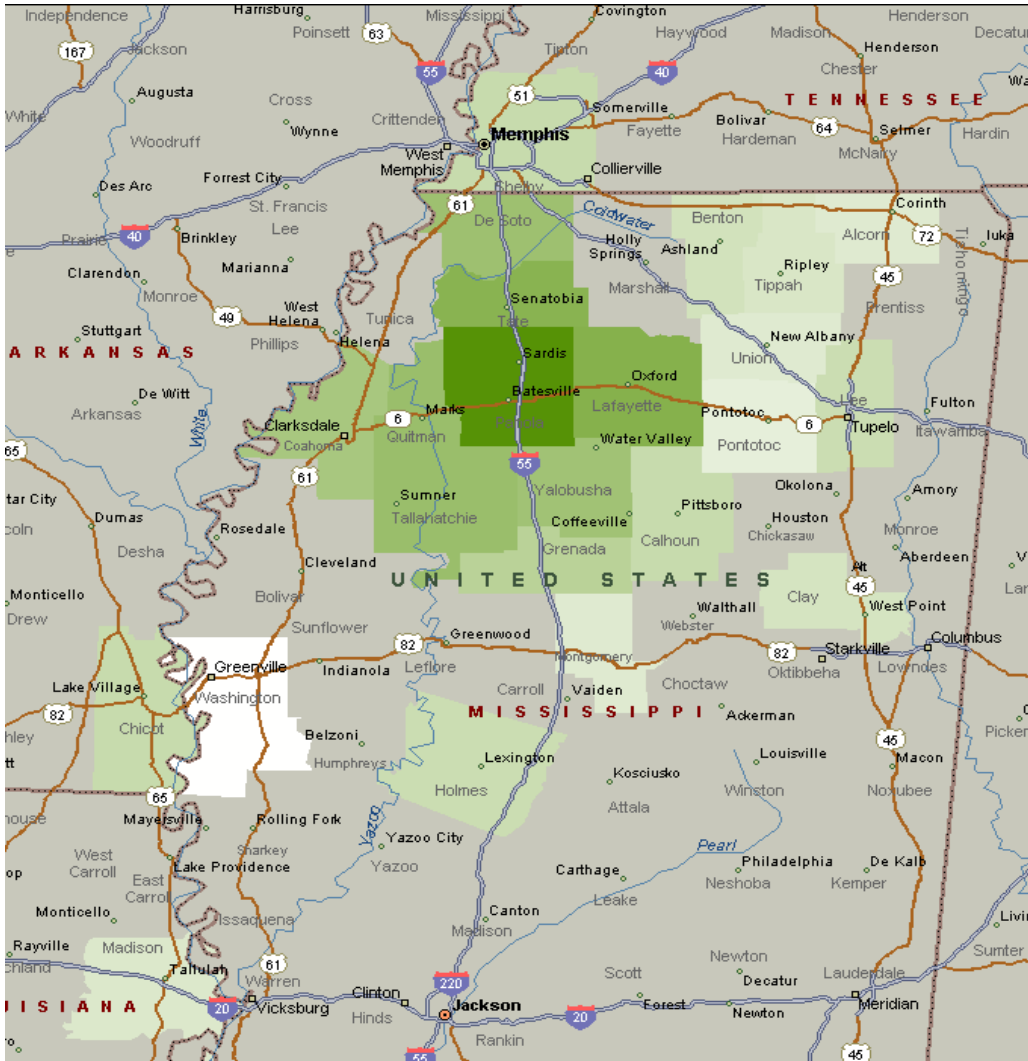 Independence
Harrisburg
Poinsett
63
Mississippi
Covington
Haywood
Madison
Henderson
Decatur
167
Jackson
55
Tipton
40
Henderson
Chester
Augusta
Cross
51
Somerville
TENNESSEE
White
Wynne
Crittenden
Fayette
Bolivar
Hardeman
64
Selmer
Hardin
Woodruff
Memphis
McNairy
West
Memphis
Collierville
Des Arc
Forrest City
Shelby
St. Francis
61
De Soto
Coldwater
Benton
Corinth
Prairie
40
Brinkley
Lee
Holly
Springs
Ashland
Alcorn
72
Iuka
Clarendon
Marianna
Ripley
Tippah
45
Tishomingo
Monroe
Marshall
Senatobia
Prentiss
49
West
Helena
Tunica
Tate
Stuttgart
Phillips
Helena
New Albany
Union
ARKANSAS
Sardis
De Witt
Batesville
Oxford
Lee
Arkansas
White
6
Marks
Lafayette
Pontotoc
6
Fulton
Clarksdale
Quitman
Panola
Tupelo
Itawamba
Coahoma
Water Valley
Pontotoc
65
55
61
Star City
Sumner
Yalobusha
Okolona
Amory
Tallahatchie
Pittsboro
Lincoln
Dumas
Rosedale
Coffeeville
Houston
Chickasaw
Monroe
Desha
Grenada
Calhoun
Aberdeen
Cleveland
Alt
45
UNITED STATES
Monticello
Drew
Bolivar
Clay
Walthall
West Point
Sunflower
Webster
82
Greenwood
82
Starkville
Columbus
Greenville
Indianola
Leflore
Montgomery
Oktibbeha
Lowndes
Lake Village
Washington
Carroll
Vaiden
Choctaw
82
MISSISSIPPI
Ackerman
Chicot
Belzoni
45
Humphreys
Lexington
Louisville
Macon
Kosciusko
Holmes
Winston
Noxubee
65
Attala
Mayersville
Rolling Fork
Yazoo
Yazoo City
Pearl
West
Carroll
Sharkey
Yazoo
Lake Providence
Carthage
Philadelphia
De Kalb
East
Carroll
Leake
Neshoba
Kemper
Monticello
Issaquena
Canton
Madison
Madison
Rayville
61
Newton
Tallulah
Warren
220
Scott
Decatur
Lauderdale
Sumter
20
Vicksburg
Clinton
Jackson
20
Forest
Newton
Meridian
Hinds
Rankin
55
45